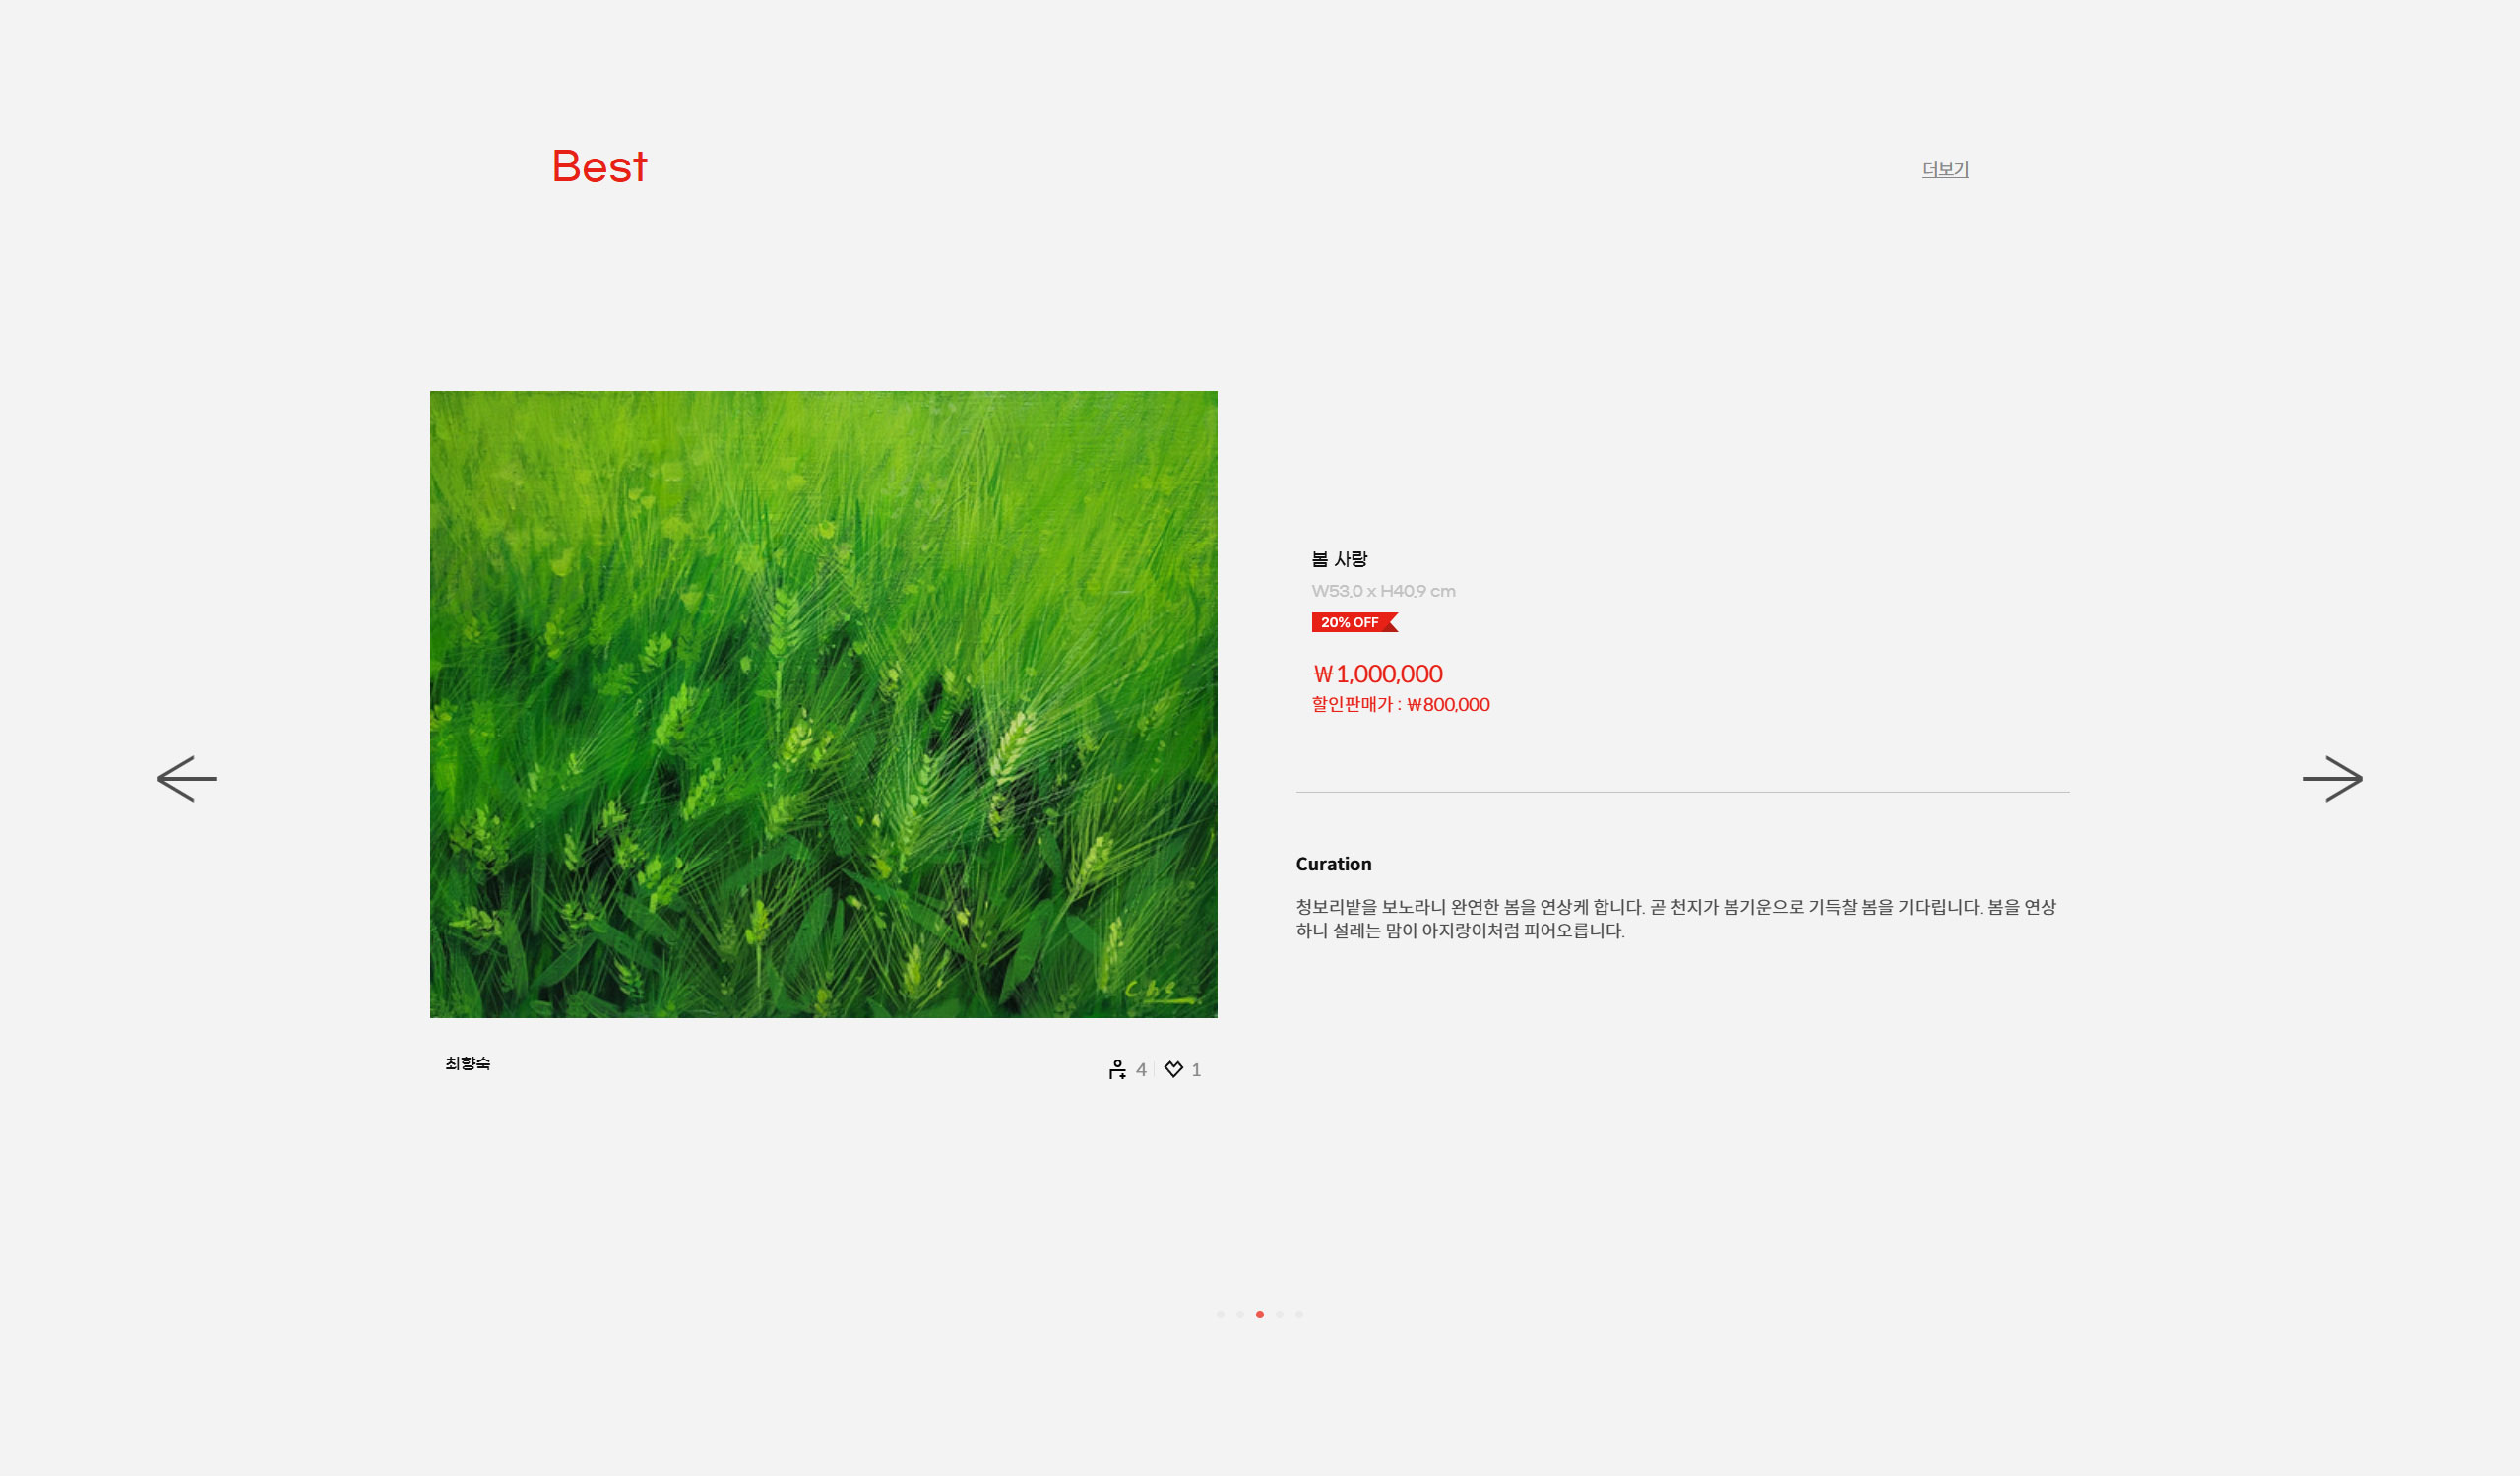 Best
더보기
봄 사랑
W53.0 x H40.9 cm
20% OFF
₩1,000,000
할인판매가 : ₩800,000
Curation
청보리밭을 보노라니 완연한 봄을 연상케 합니다. 곧 천지가 봄기운으로 기득찰 봄을 기다립니다. 봄을 연상
하니 설레는 맘이 아지랑이처럼 피어오릅니다.
C.h.s
최향숙
4
1